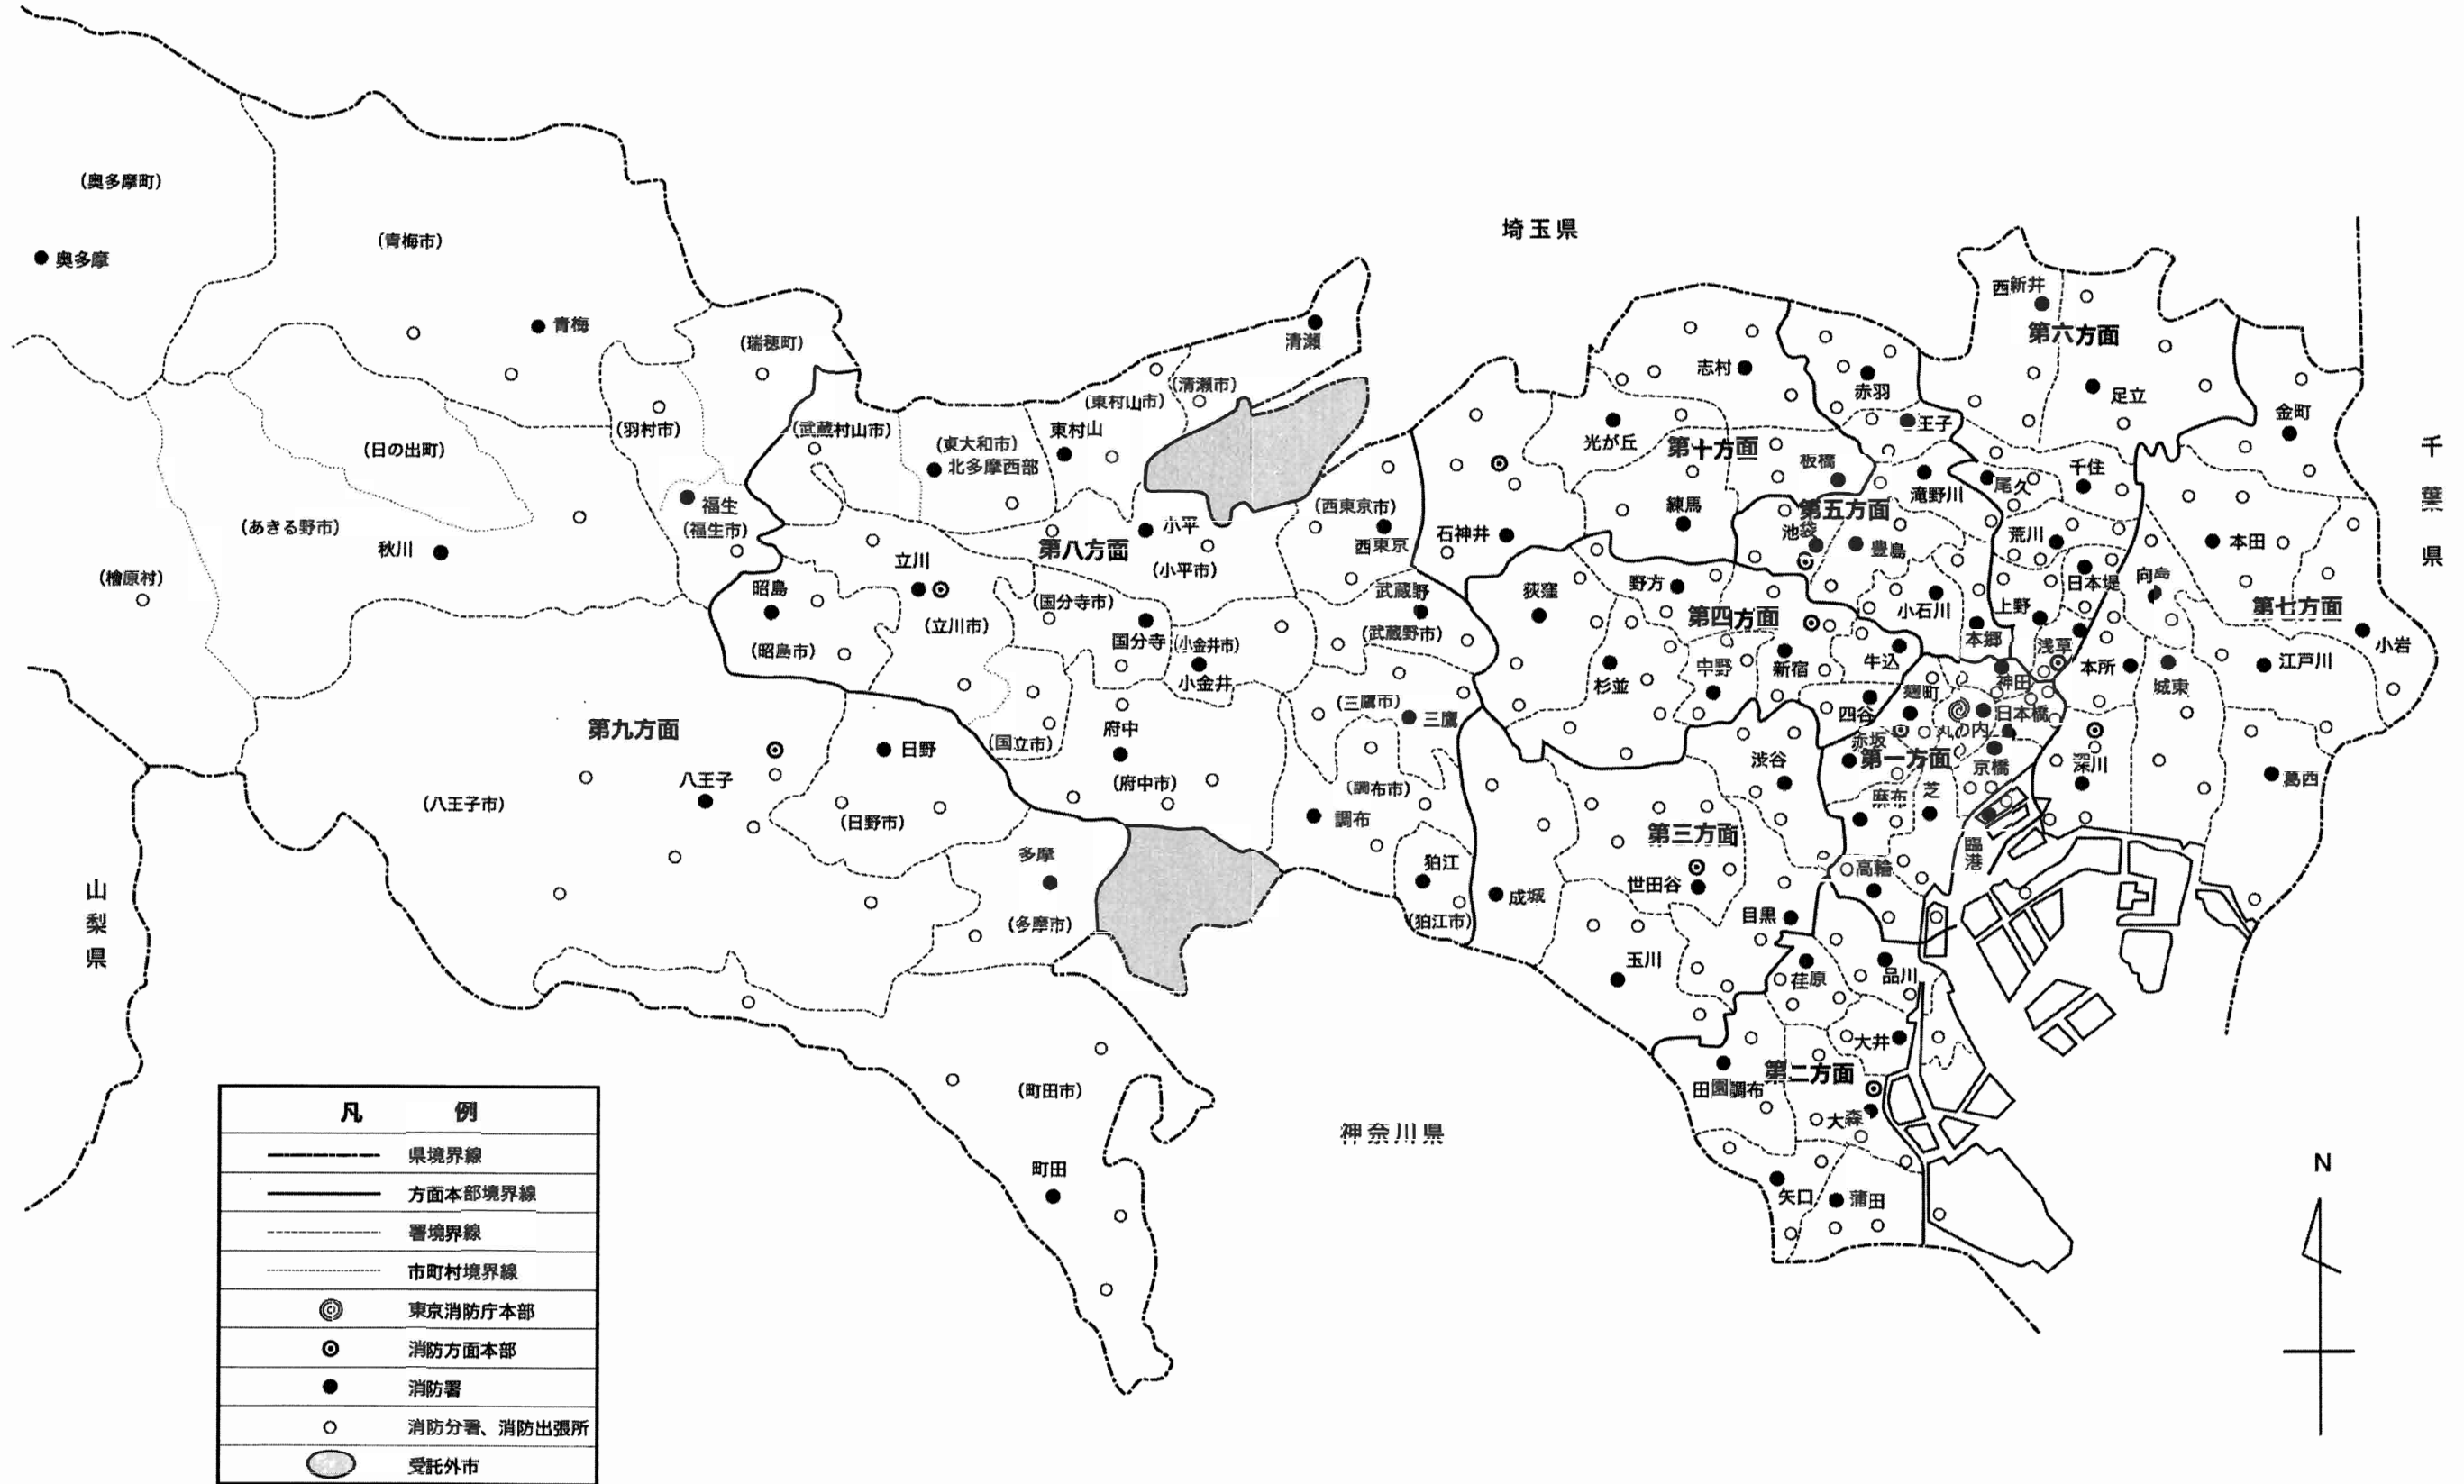 埼玉県
千葉県
山梨県
神奈川県
(奥多摩町)
奥多摩
(青梅市)
青梅
(瑞穂町)
(羽村市)
(日の出町)
(あきる野市)
秋川
(檜原村)
福生
(福生市)
第九方面
(八王子市)
八王子
日野
(日野市)
多摩
(多摩市)
(町田市)
町田
(武蔵村山市)
(東大和市)
北多摩西部
東村山
(東村山市)
(清瀬市)
清瀬
小平
(小平市)
第八方面
立川
(立川市)
昭島
(昭島市)
(国分寺市)
国分寺
(小金井市)
小金井
(国立市)
府中
(府中市)
(西東京市)
西東京
武蔵野
(武蔵野市)
(三鷹市)
三鷹
(調布市)
調布
狛江
(狛江市)
第十方面
志村
光が丘
板橋
練馬
石神井
第五方面
赤羽
王子
滝野川
池袋
豊島
小石川
本郷
第六方面
西新井
足立
千住
尾久
荒川
日本堤
上野
浅草
第七方面
金町
本田
向島
小岩
江戸川
本所
城東
深川
葛西
第四方面
荻窪
野方
杉並
中野
新宿
牛込
四谷
第一方面
麹町
神田
日本橋
丸の内
赤坂
京橋
麻布
芝
臨港
高輪
第三方面
渋谷
世田谷
目黒
成城
玉川
第二方面
荏原
品川
大井
田園調布
大森
矢口
蒲田
N
凡 例
県境界線
方面本部境界線
署境界線
市町村境界線
東京消防庁本部
消防方面本部
消防署
消防分署、消防出張所
受託外市